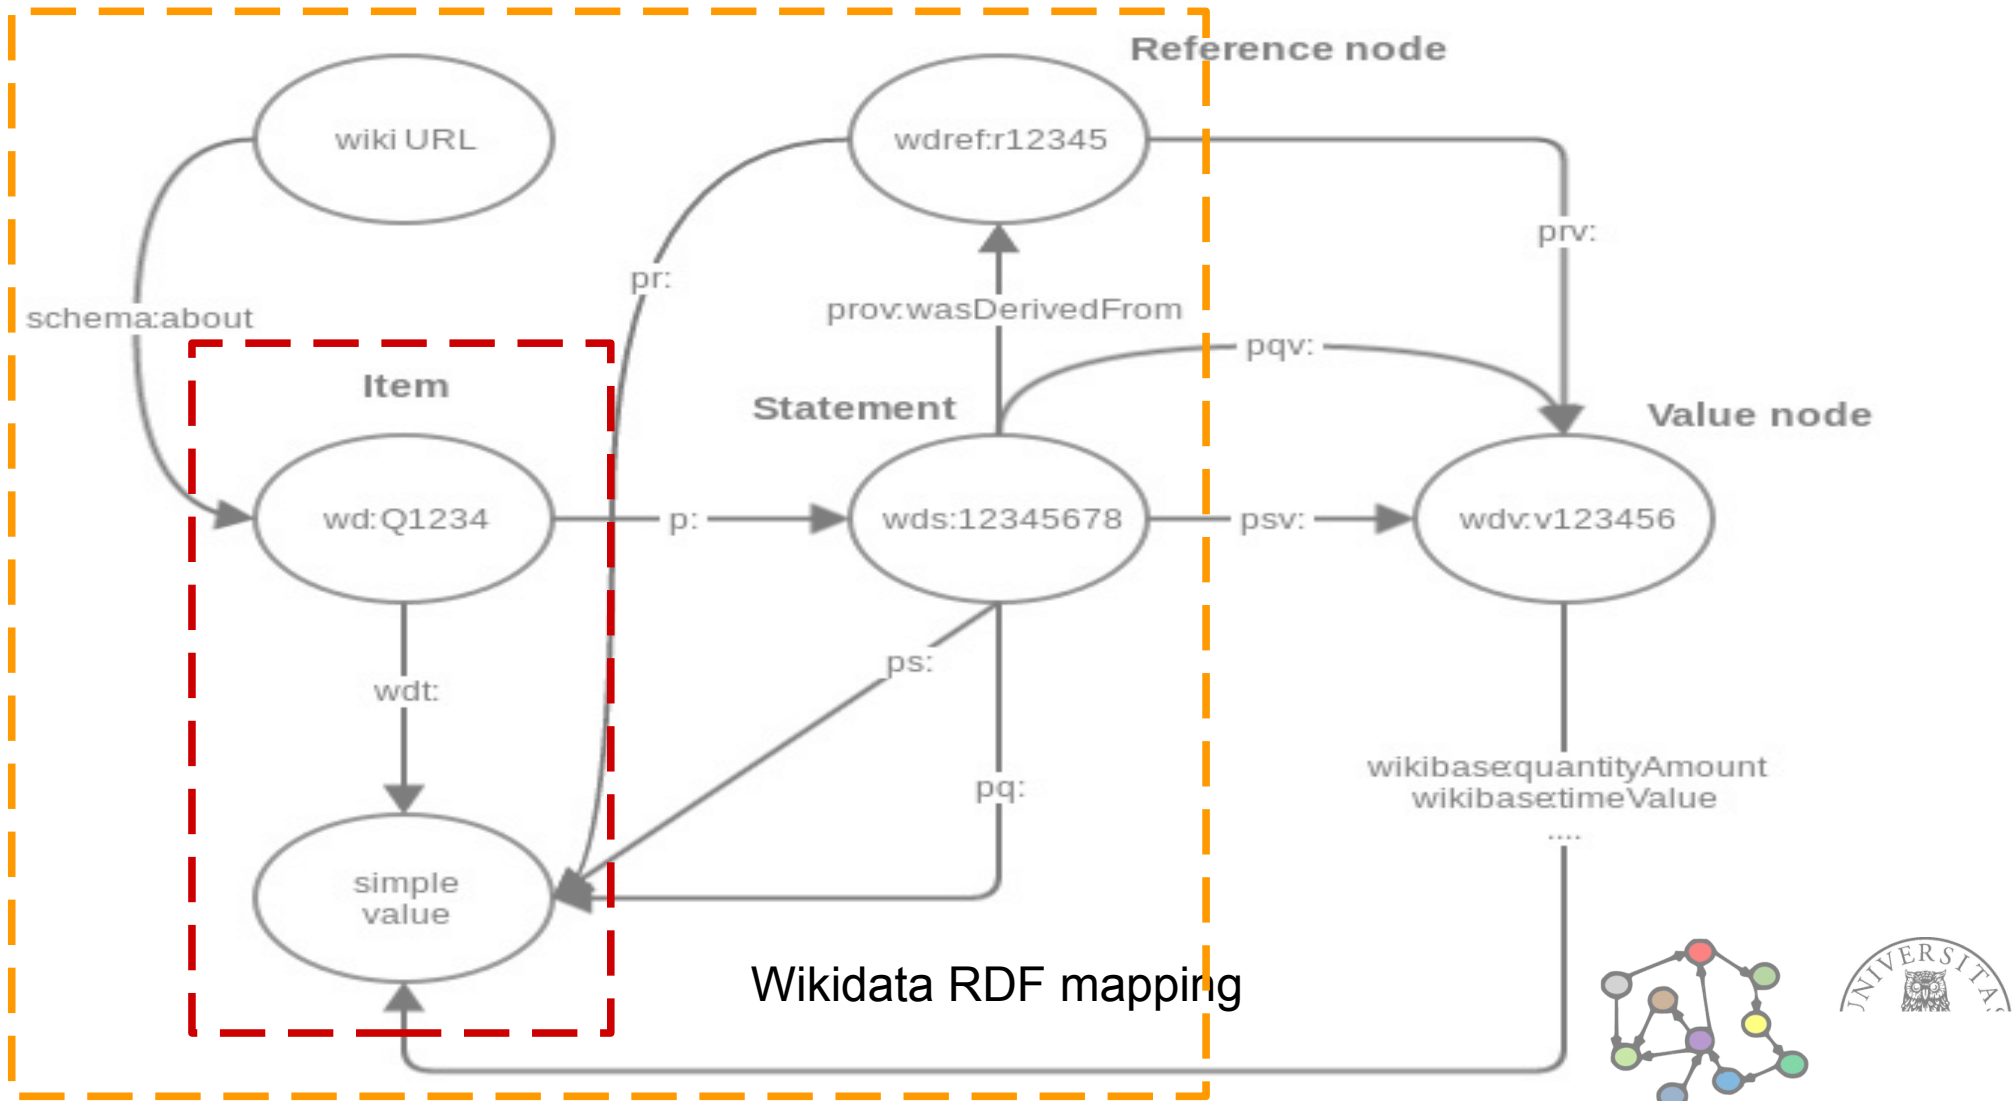 Reference node
wiki URL
wdref:r12345
prv:
pr:
prov:wasDerivedFrom
schema:about
pqv:
Item
Statement
Value node
wd:Q1234
p:
wds:12345678
psv:
wdv:v123456
ps:
wdt:
wikibase:quantityAmount
pq:
wikibase:timeValue
....
simple
value
Wikidata RDF mapping